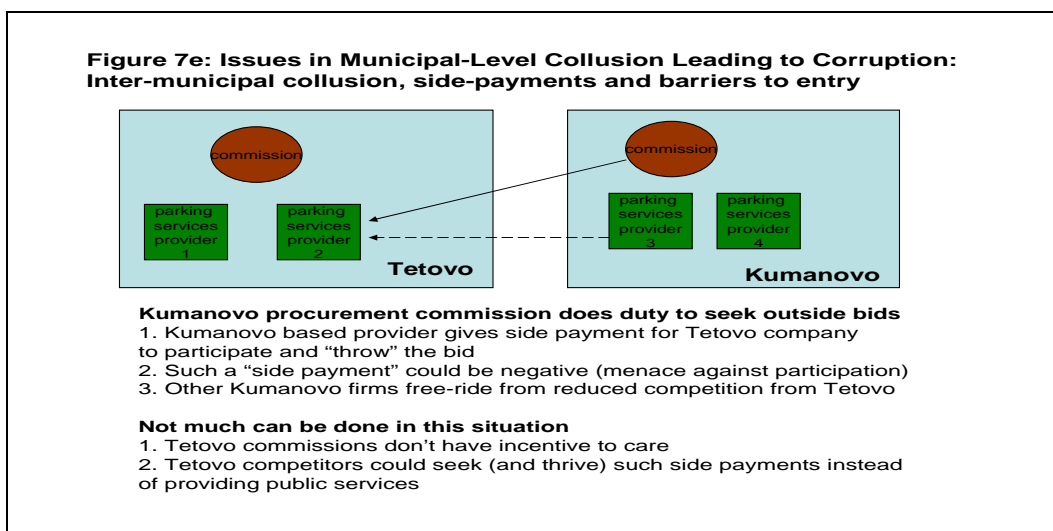 Figure 7e: Issues in Municipal-Level Collusion Leading to Corruption:
Inter-municipal collusion, side-payments and barriers to entry
commission
parking
services
provider
1
parking
services
provider
2
Tetovo
commission
parking
services
provider
3
parking
services
provider
4
Kumanovo
Kumanovo procurement commission does duty to seek outside bids
1. Kumanovo based provider gives side payment for Tetovo company
to participate and “throw” the bid
2. Such a “side payment” could be negative (menace against participation)
3. Other Kumanovo firms free-ride from reduced competition from Tetovo
Not much can be done in this situation
1. Tetovo commissions don’t have incentive to care
2. Tetovo competitors could seek (and thrive) such side payments instead
of providing public services